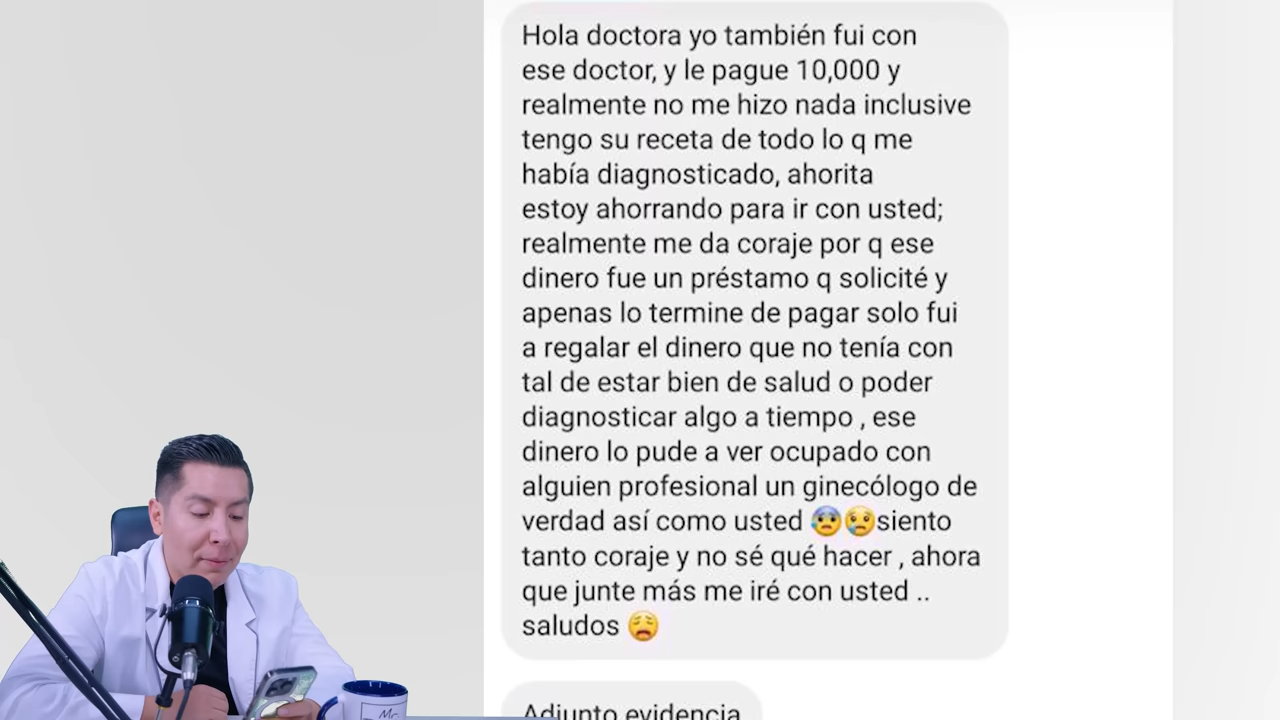 Hola doctora yo también fui con
ese doctor, y le pague 10,000 y
realmente no me hizo nada inclusive
tengo su receta de todo lo q me
había diagnosticado, ahorita
estoy ahorrando para ir con usted;
realmente me da coraje por q ese
dinero fue un préstamo q solicité y
apenas lo termine de pagar solo fui
a regalar el dinero que no tenía con
tal de estar bien de salud o poder
diagnosticar algo a tiempo , ese
dinero lo pude a ver ocupado con
alguien profesional un ginecólogo de
verdad así como usted 😰😢siento
tanto coraje y no sé qué hacer , ahora
que junte más me iré con usted ..
saludos 😩
Adjunto evidencia
Mr.